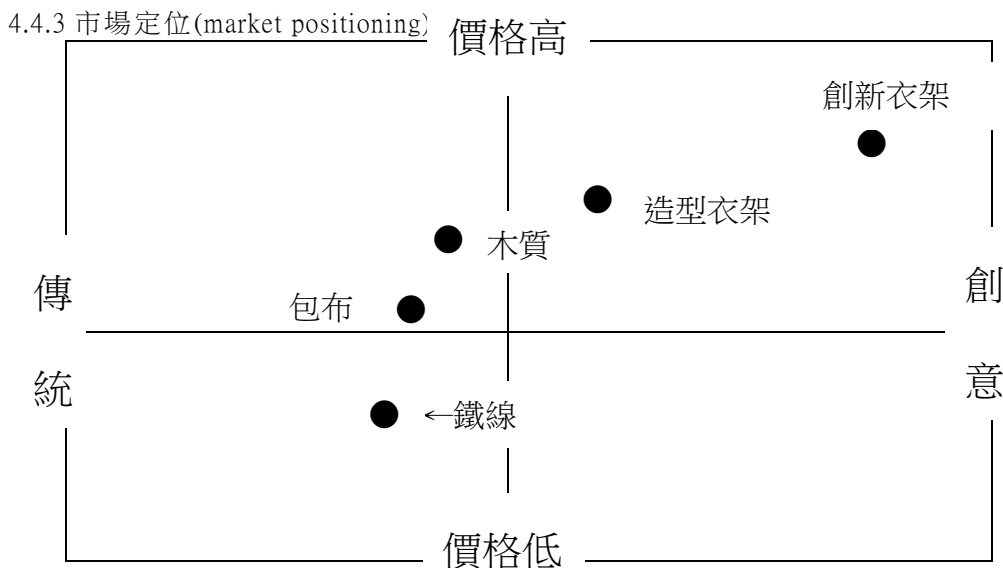 4.4.3 市場定位(market positioning)
價格高
創新衣架
造型衣架
木質
傳統
創意
包布
←鐵線
價格低